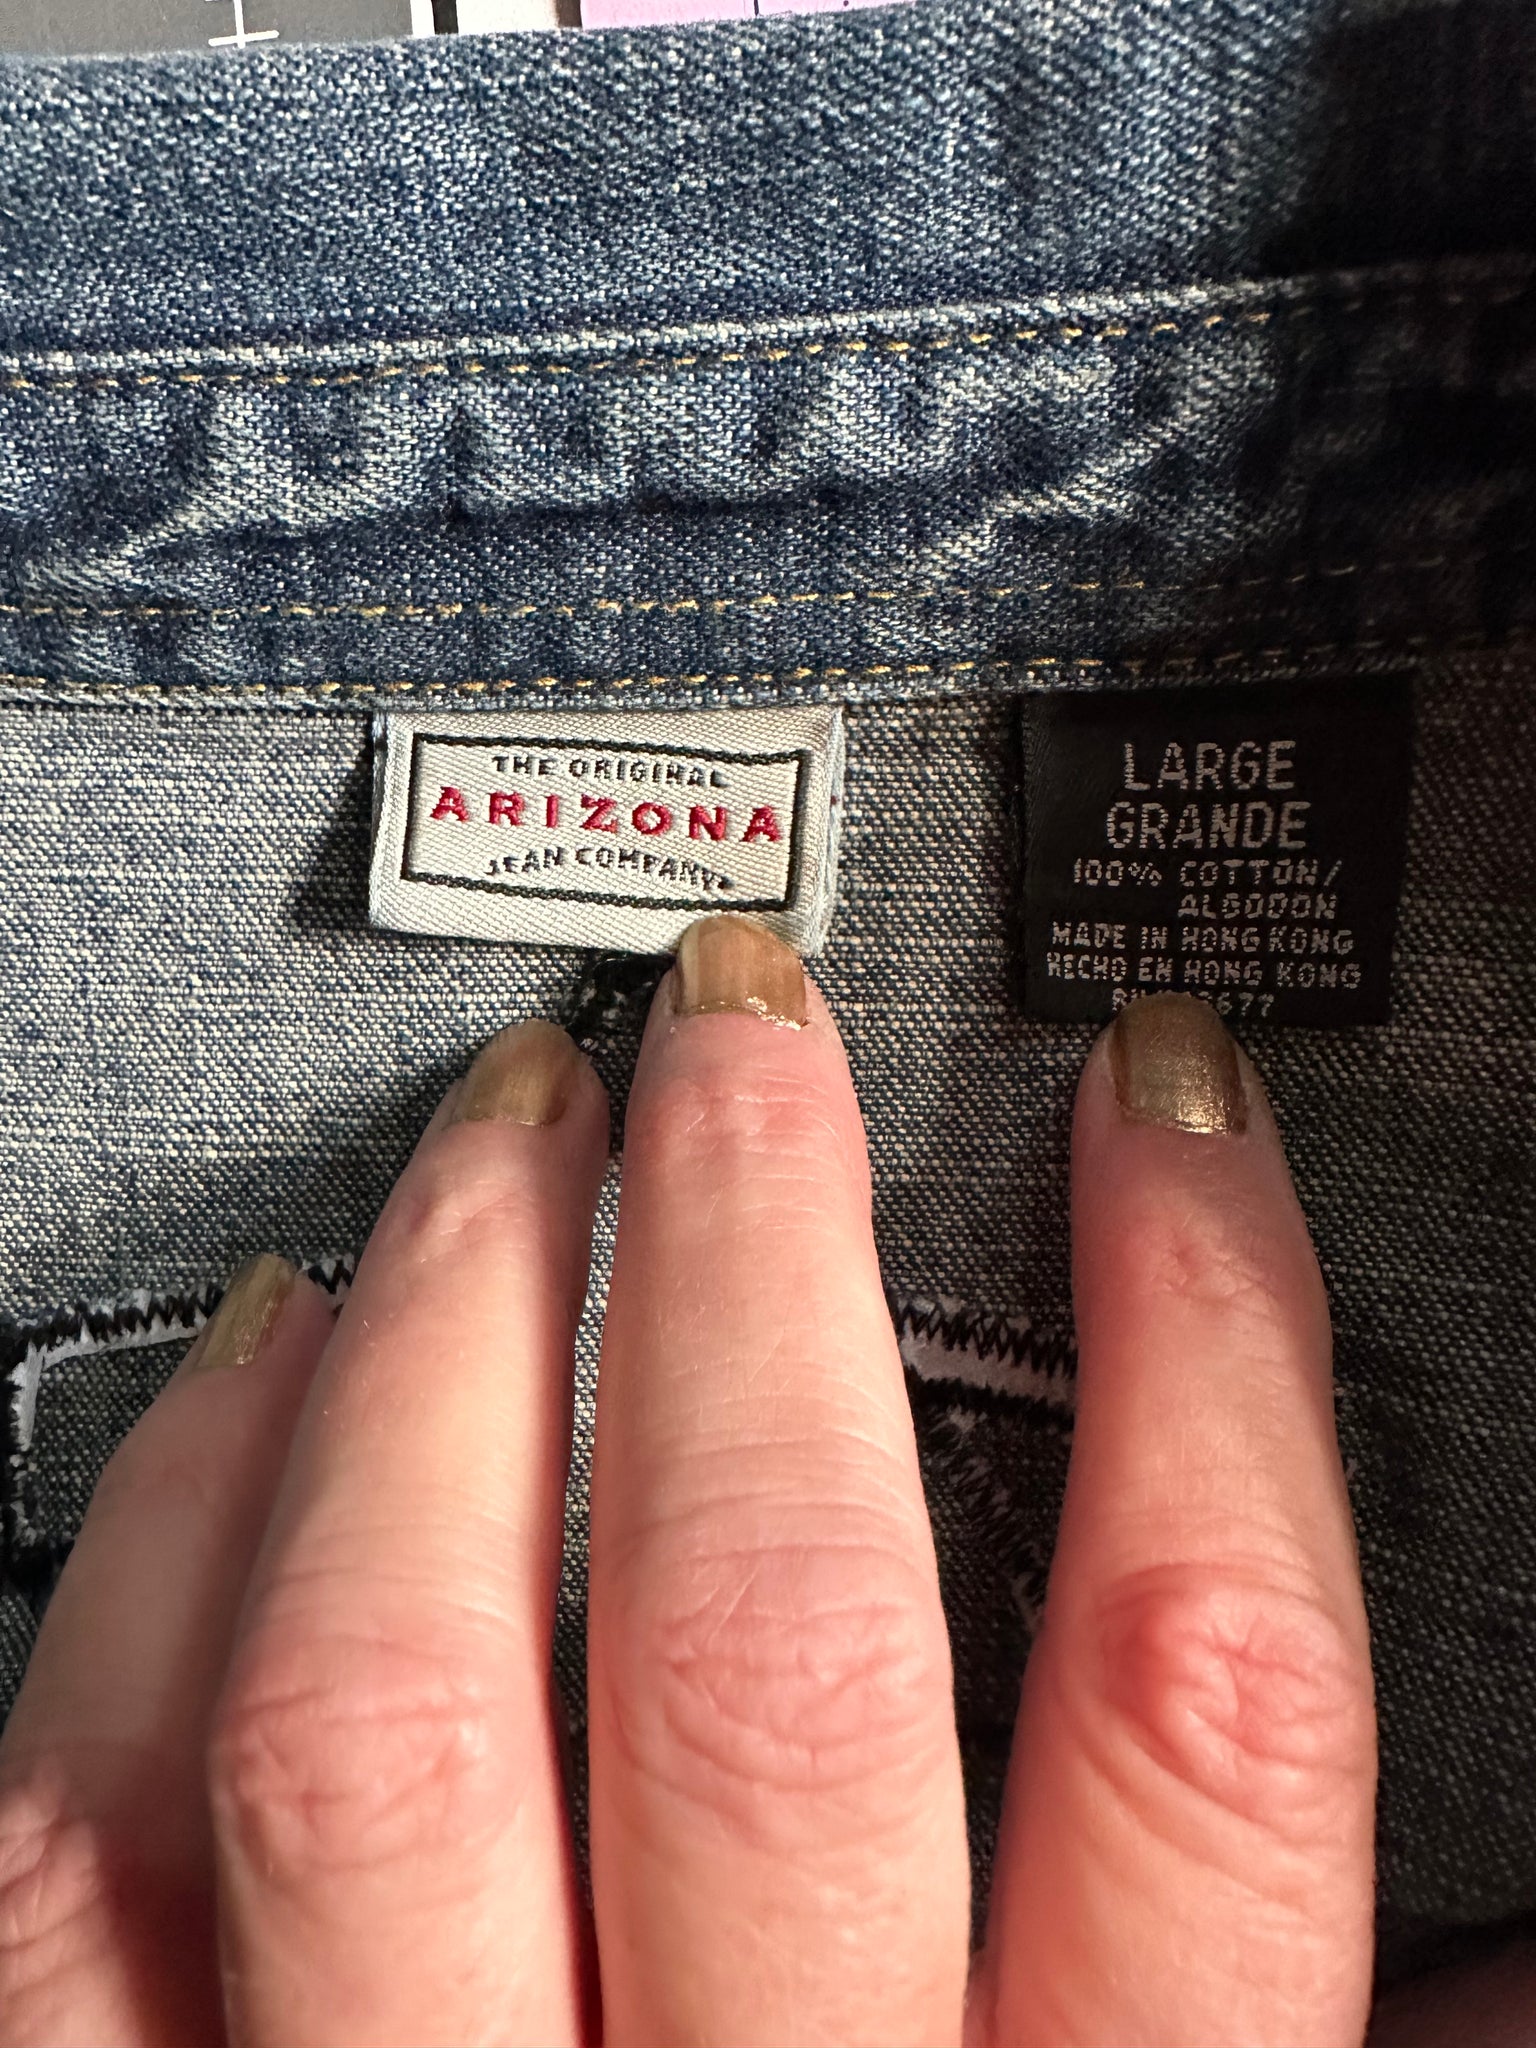 THE ORIGINAL
ARIZONA
JEAN COMPANY
LARGE
GRANDE
100% COTTON/
ALGODON
MADE IN HONG KONG
HECHO EN HONG KONG